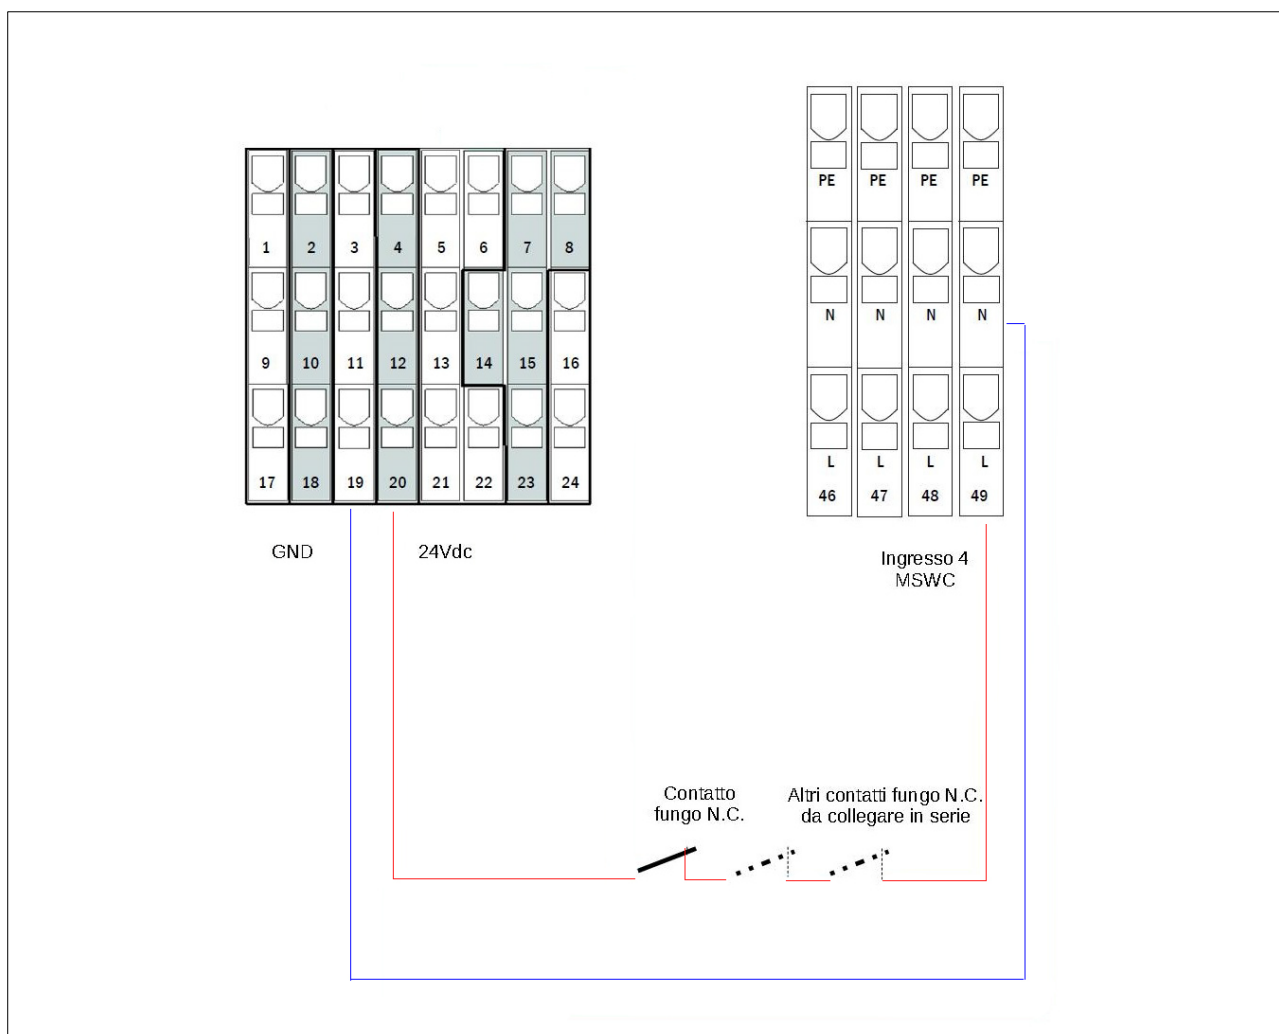 PE PE PE PE
1 2 3 4 5 6 7 8
N N N N
9 10 11 12 13 14 15 16
L L L L
17 18 19 20 21 22 23 24
46 47 48 49
GND 24Vdc
Ingresso 4
MSWC
Contatto
fungo N.C.
Altri contatti fungo N.C.
da collegare in serie